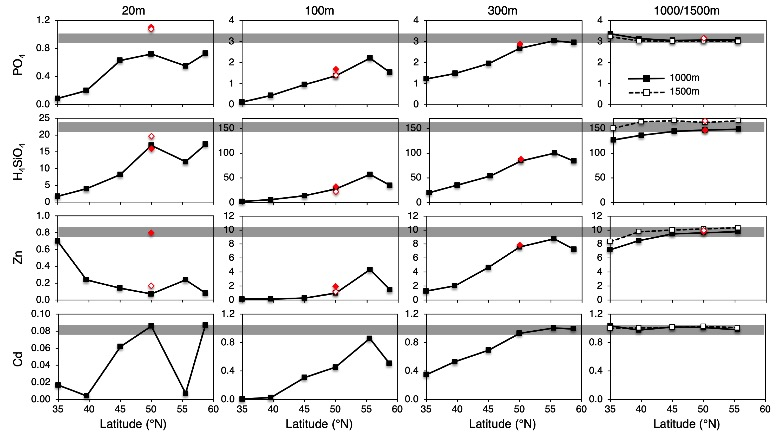 20m 100m 300m 1000/1500m
PO₄ 1.2 0.8 0.4 0.0 4 3 2 1 0 4 3 2 1 0 4 3 2 1 0
1000m
1500m
H₄SiO₄ 25 20 15 10 5 0 150 100 50 0 150 100 50 0 150 100 50 0
Zn 1.0 0.8 0.6 0.4 0.2 0.0 12 10 8 6 4 2 0 12 10 8 6 4 2 0 12 10 8 6 4 2 0
Cd 0.10 0.08 0.06 0.04 0.02 0.00 1.2 0.8 0.4 0.0 1.2 0.8 0.4 0.0 1.2 0.8 0.4 0.0
35 40 45 50 55 60 35 40 45 50 55 60 35 40 45 50 55 60 35 40 45 50 55 60
Latitude (°N) Latitude (°N) Latitude (°N) Latitude (°N)